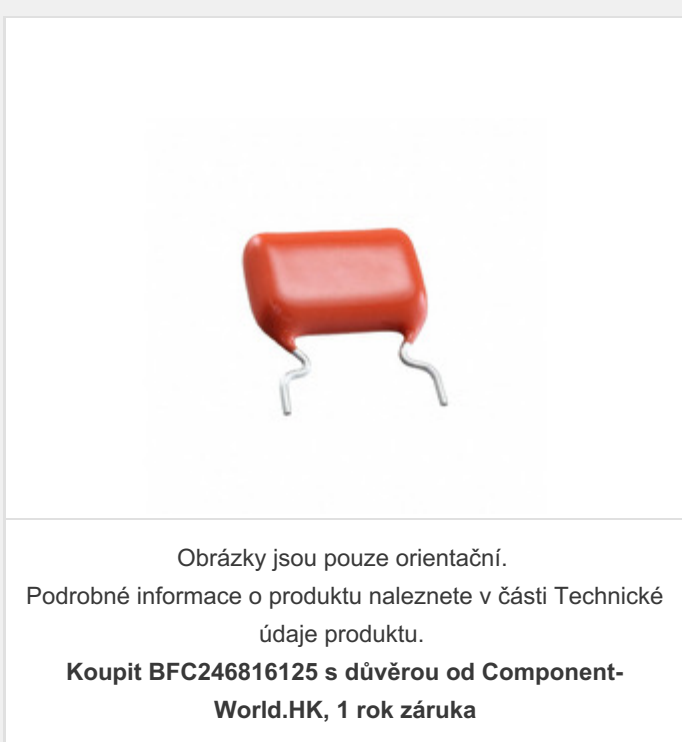 Obrázky jsou pouze orientační.
Podrobné informace o produktu naleznete v části Technické
údaje produktu.
Koupit BFC246816125 s důvěrou od Component-
World.HK, 1 rok záruka